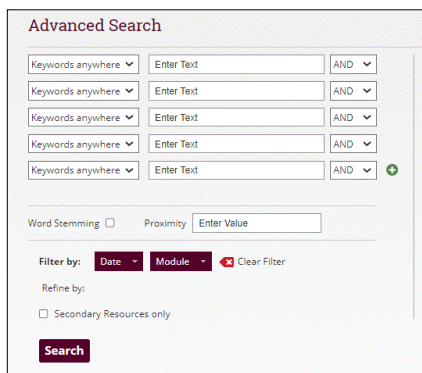 Advanced Search
Keywords anywhere Enter Text AND
Keywords anywhere Enter Text AND
Keywords anywhere Enter Text AND
Keywords anywhere Enter Text AND
Keywords anywhere Enter Text AND
Word Stemming Proximity Enter Value
Filter by: Date Module Clear Filter
Refine by:
Secondary Resources only
Search